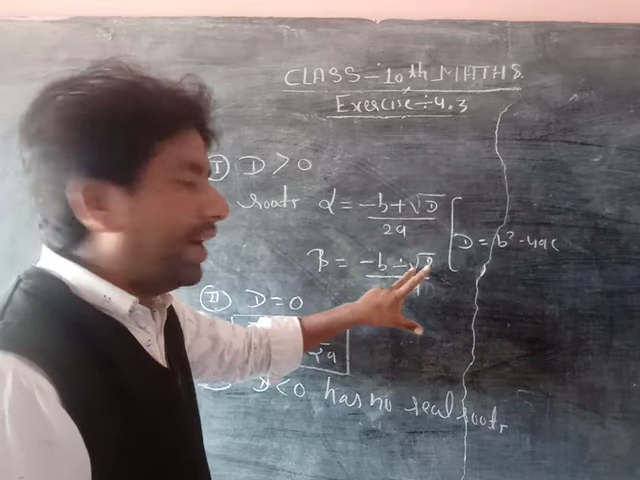 CLASS÷10th MATHS.
Exercise÷4.3
(I) D > 0
roots α = -b+√D
2a
D = b²-4ac
β = -b-√D
(II) D = 0
2a
D < 0 has no real roots